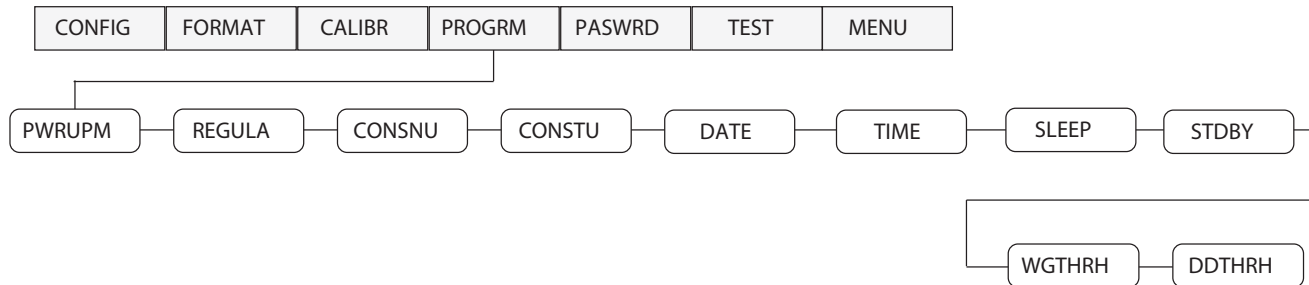 CONFIG FORMAT CALIBR PROGRM PASWRD TEST MENU
PWRUPM REGULA CONSNU CONSTU DATE TIME SLEEP STDBY
WGTHRH DDTHRH